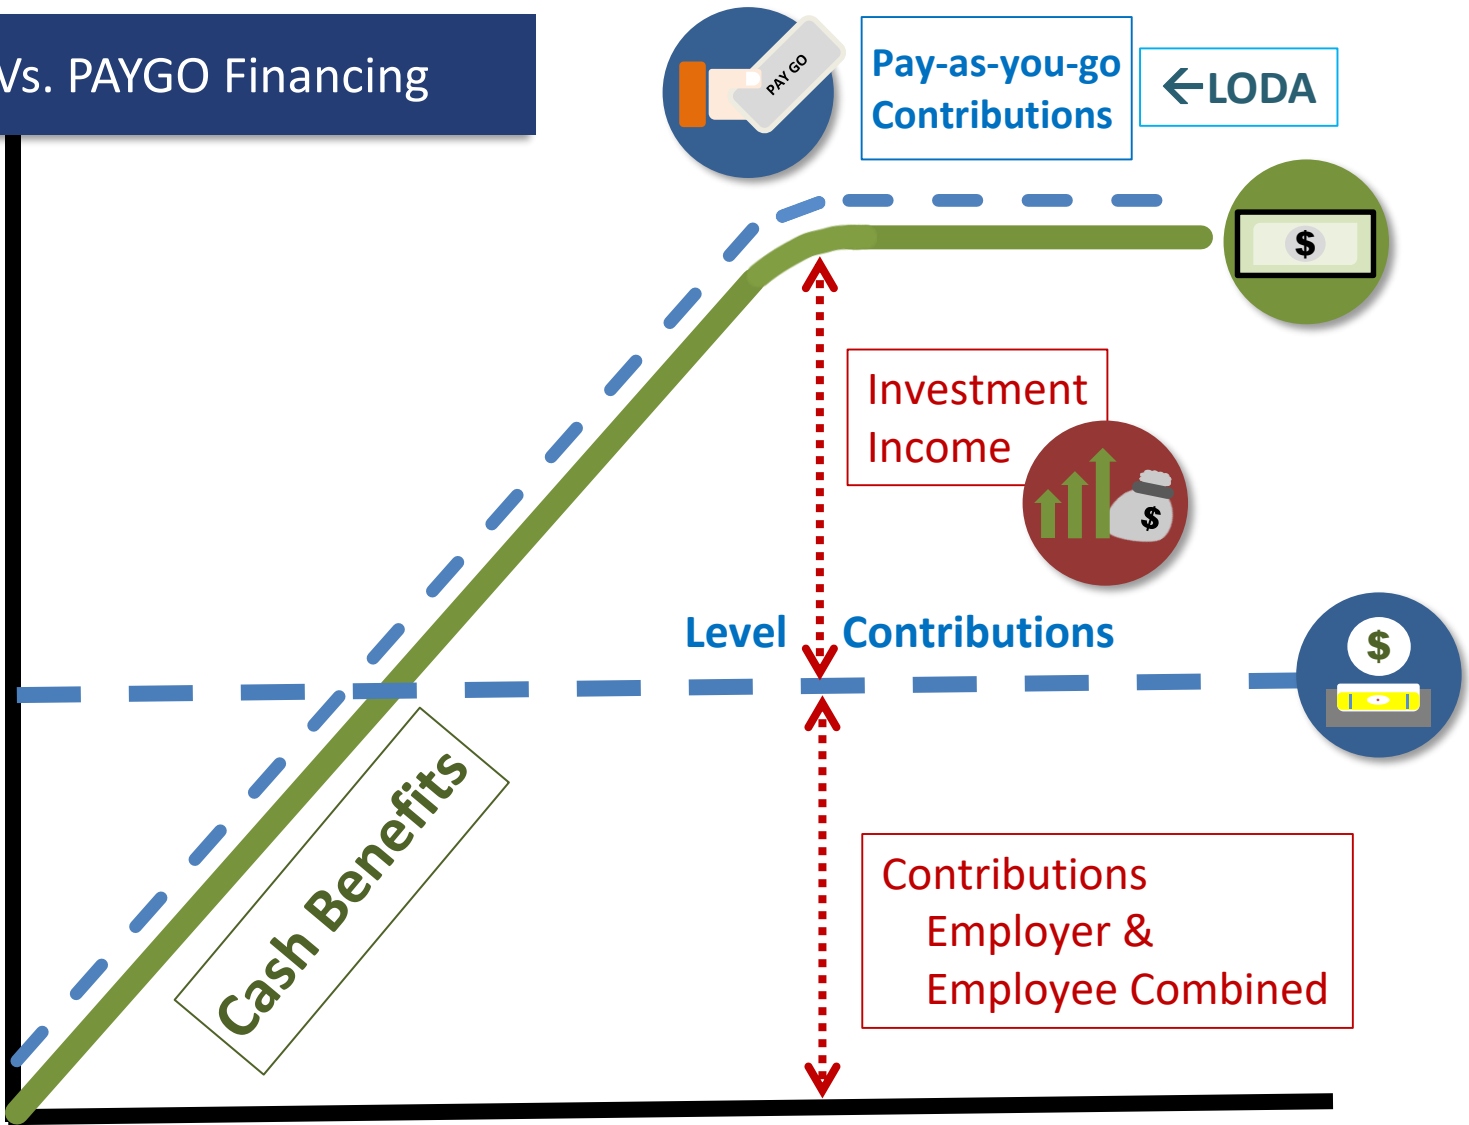 Vs. PAYGO Financing
PAY GO
Pay-as-you-go
Contributions
←LODA
$
Investment
Income
$
Level Contributions
$
Cash Benefits
Contributions
Employer &
Employee Combined